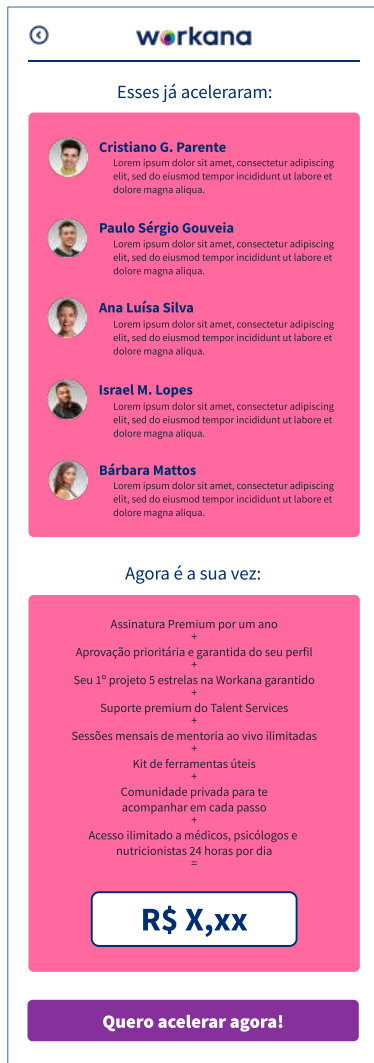 workana
Esses já aceleraram:
Cristiano G. Parente
Lorem ipsum dolor sit amet, consectetur adipiscing
elit, sed do eiusmod tempor incididunt ut labore et
dolore magna aliqua.
Paulo Sérgio Gouveia
Lorem ipsum dolor sit amet, consectetur adipiscing
elit, sed do eiusmod tempor incididunt ut labore et
dolore magna aliqua.
Ana Luísa Silva
Lorem ipsum dolor sit amet, consectetur adipiscing
elit, sed do eiusmod tempor incididunt ut labore et
dolore magna aliqua.
Israel M. Lopes
Lorem ipsum dolor sit amet, consectetur adipiscing
elit, sed do eiusmod tempor incididunt ut labore et
dolore magna aliqua.
Bárbara Mattos
Lorem ipsum dolor sit amet, consectetur adipiscing
elit, sed do eiusmod tempor incididunt ut labore et
dolore magna aliqua.
Agora é a sua vez:
Assinatura Premium por um ano
+
Aprovação prioritária e garantida do seu perfil
+
Seu 1º projeto 5 estrelas na Workana garantido
+
Suporte premium do Talent Services
+
Sessões mensais de mentoria ao vivo ilimitadas
+
Kit de ferramentas úteis
+
Comunidade privada para te
acompanhar em cada passo
+
Acesso ilimitado a médicos, psicólogos e
nutricionistas 24 horas por dia
=
R$ X,xx
Quero acelerar agora!